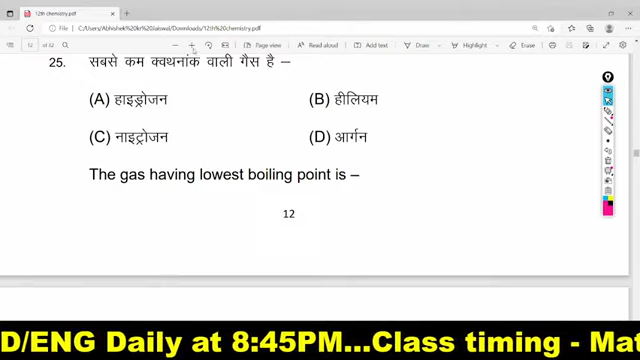 12th chemistry.pdf
File | C:/Users/Abhishek%20kr%20Jaiswal/Downloads/12th%20chemistry.pdf
12 of 32
Page view
Read aloud
Add text
Draw
Highlight
Erase
25. सबसे कम क्वथनांक वाली गैस है –
(A) हाइड्रोजन (B) हीलियम
(C) नाइट्रोजन (D) आर्गन
The gas having lowest boiling point is –
12
D/ENG Daily at 8:45PM...Class timing - Mat